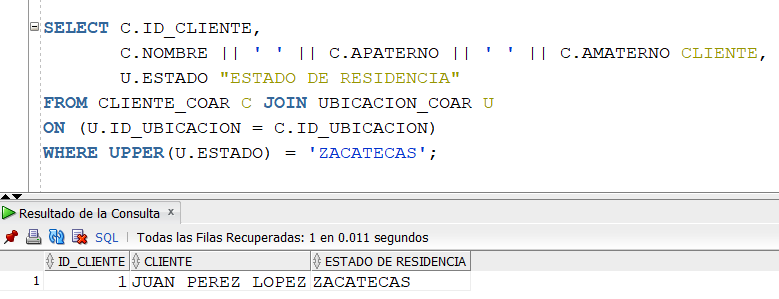 SELECT C.ID_CLIENTE,
C.NOMBRE || ' ' || C.APATERNO || ' ' || C.AMATERNO CLIENTE,
U.ESTADO "ESTADO DE RESIDENCIA"
FROM CLIENTE_COAR C JOIN UBICACION_COAR U
ON (U.ID_UBICACION = C.ID_UBICACION)
WHERE UPPER(U.ESTADO) = 'ZACATECAS';
Resultado de la Consulta x
SQL | Todas las Filas Recuperadas: 1 en 0.011 segundos
ID_CLIENTE CLIENTE ESTADO DE RESIDENCIA
1 1 JUAN PEREZ LOPEZ ZACATECAS